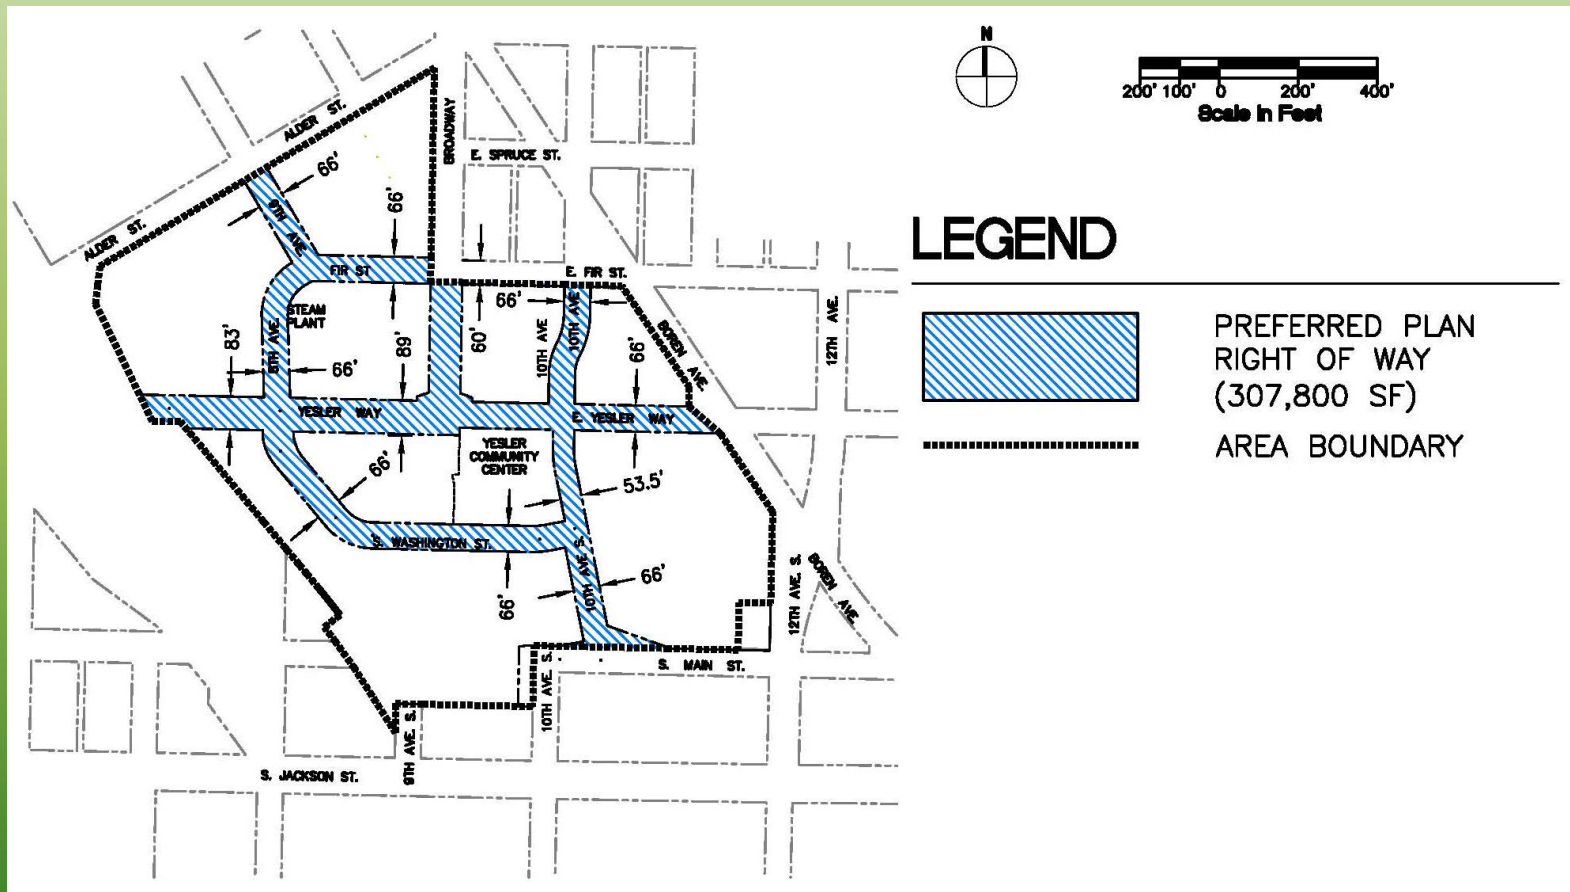 N
200' 100' 0 200' 400'
Scale in Feet
ALDER ST.
BROADWAY
E. SPRUCE ST.
66'
66'
9TH AVE.
ALDER ST.
FIR ST
E. FIR ST.
66'
60'
STEAM
PLANT
83'
8TH AVE.
66'
89'
10TH AVE
10TH AVE
66'
BOREN AVE.
12TH AVE.
YESLER WAY
E. YESLER WAY
YESLER
COMMUNITY
CENTER
66'
53.5'
S. WASHINGTON ST.
66'
10TH AVE S.
66'
12TH AVE. S.
BOREN AVE.
S. MAIN ST.
10TH AVE. S.
9TH AVE. S.
S. JACKSON ST.
LEGEND
PREFERRED PLAN
RIGHT OF WAY
(307,800 SF)
AREA BOUNDARY